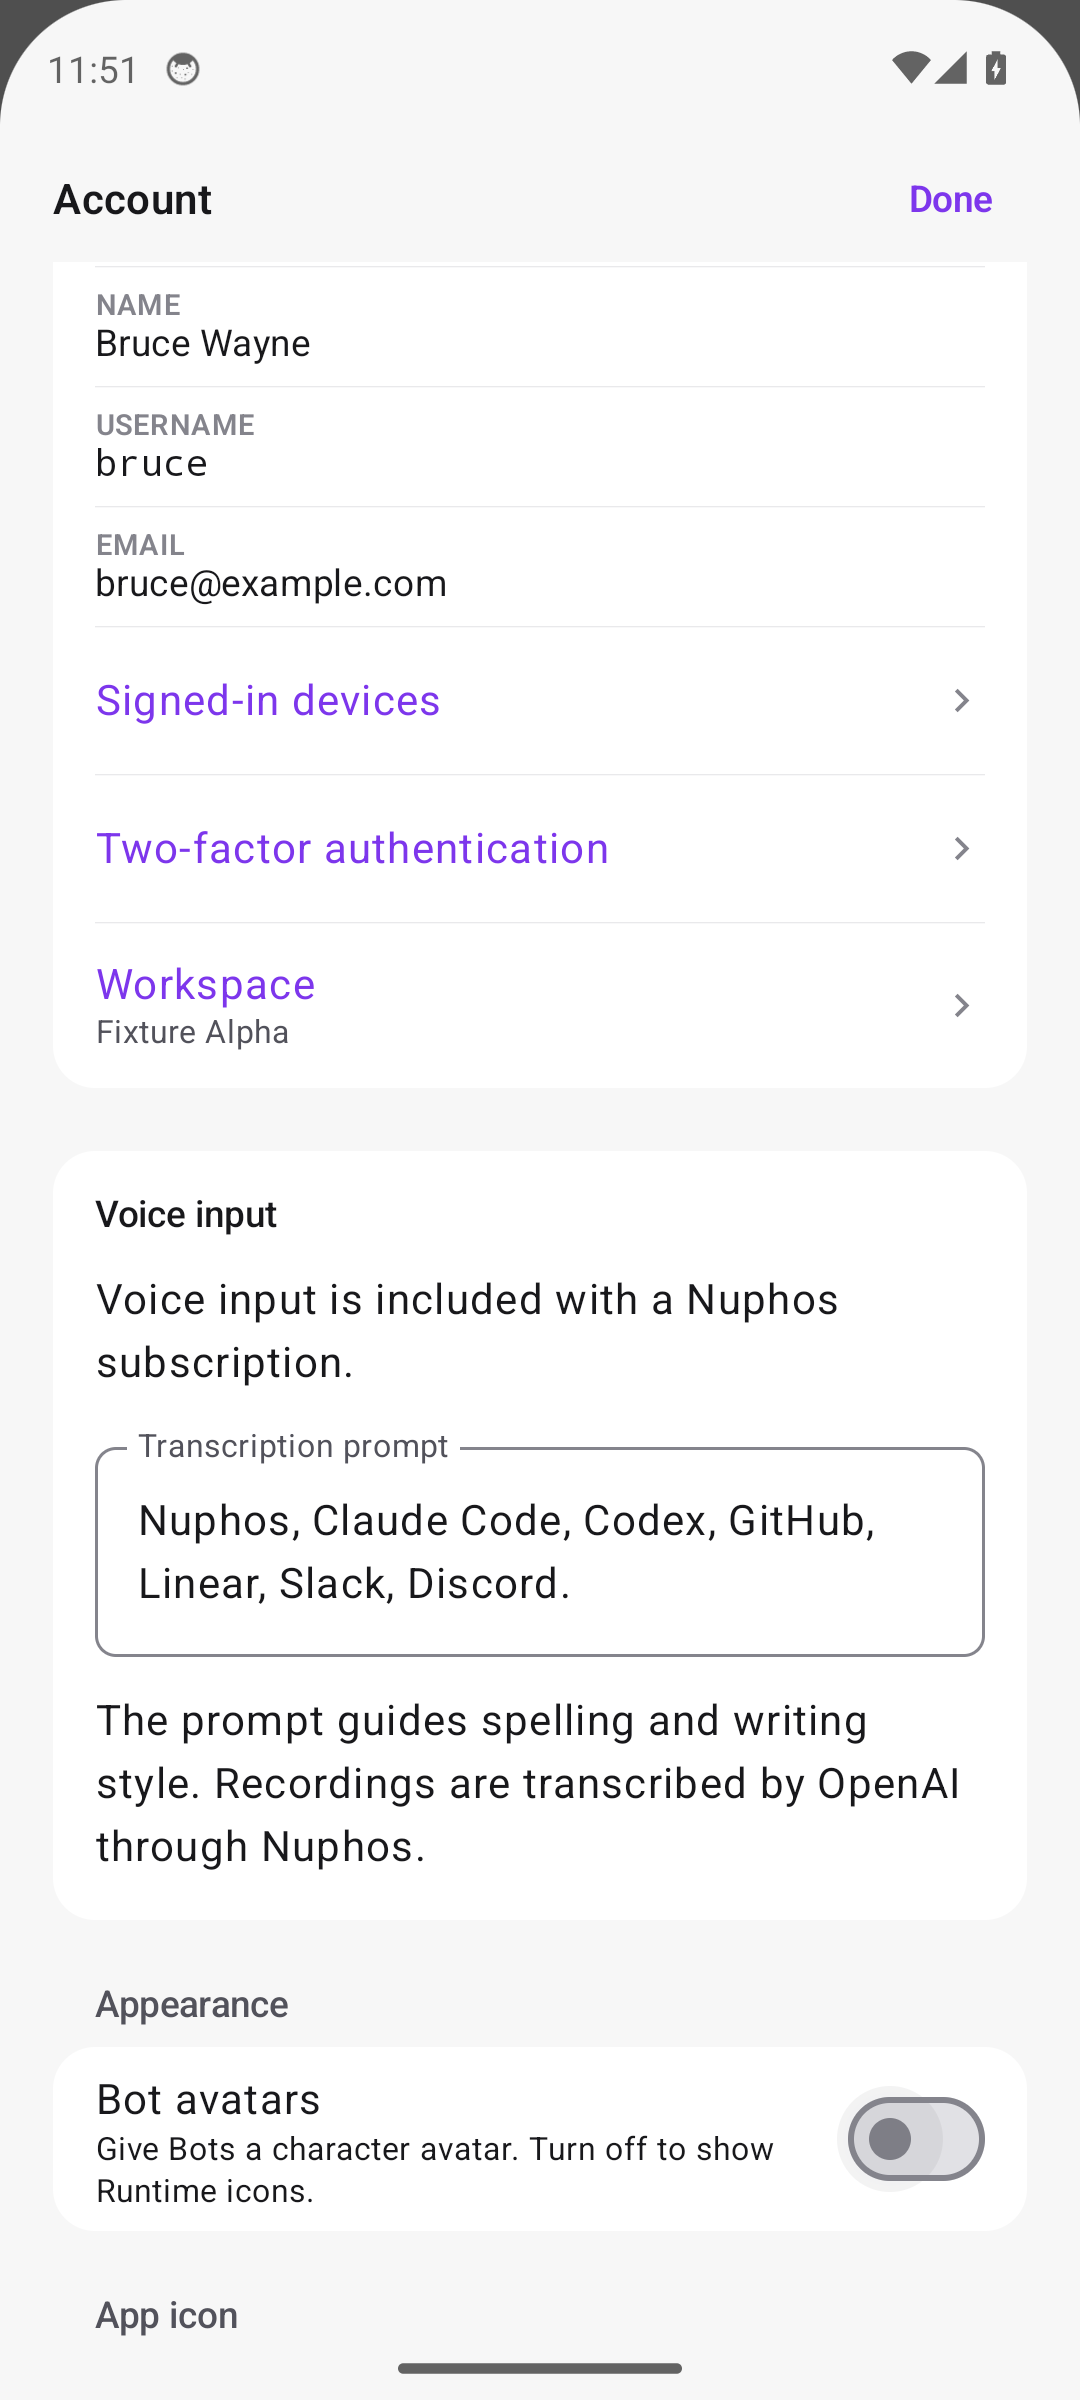 11:51
Account
Done
NAME
Bruce Wayne
USERNAME
bruce
EMAIL
bruce@example.com
Signed-in devices
Two-factor authentication
Workspace
Fixture Alpha
Voice input
Voice input is included with a Nuphos
subscription.
Transcription prompt
Nuphos, Claude Code, Codex, GitHub,
Linear, Slack, Discord.
The prompt guides spelling and writing
style. Recordings are transcribed by OpenAI
through Nuphos.
Appearance
Bot avatars
Give Bots a character avatar. Turn off to show
Runtime icons.
App icon